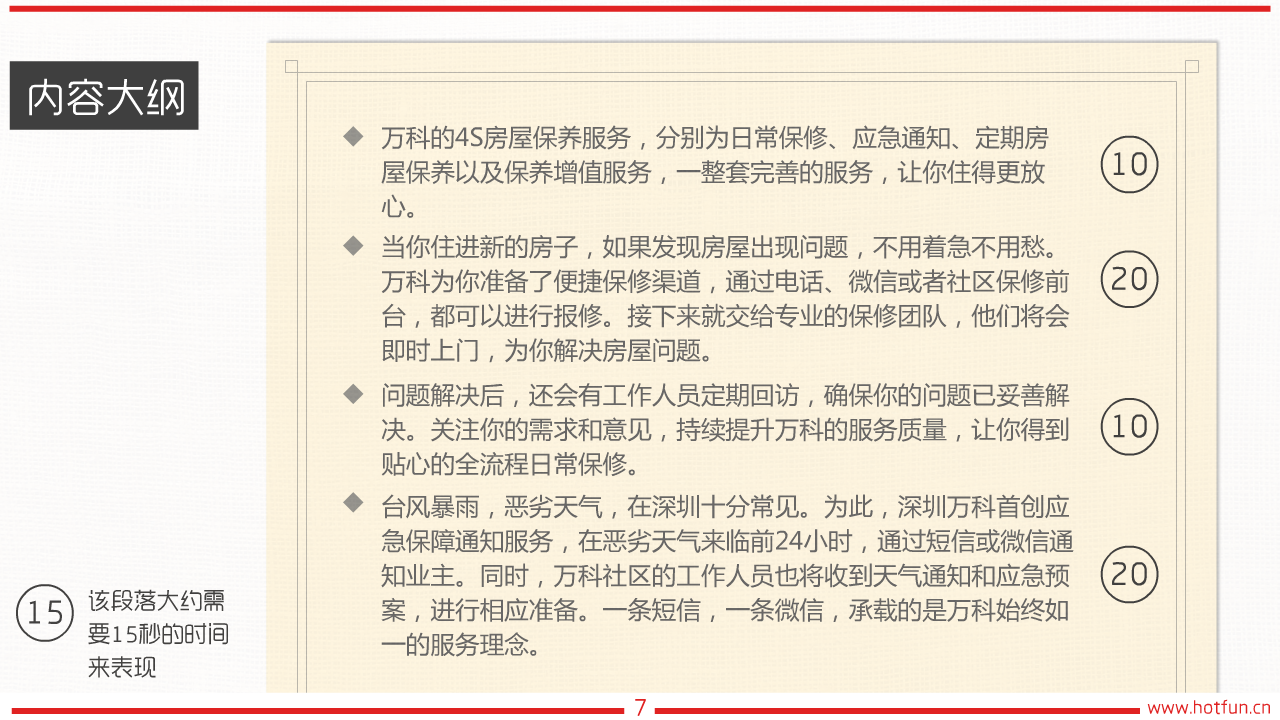 内容大纲
◆ 万科的4S房屋保养服务，分别为日常保修、应急通知、定期房
屋保养以及保养增值服务，一整套完善的服务，让你住得更放
心。
10
◆ 当你住进新的房子，如果发现房屋出现问题，不用着急不用愁。
万科为你准备了便捷保修渠道，通过电话、微信或者社区保修前
台，都可以进行报修。接下来就交给专业的保修团队，他们将会
即时上门，为你解决房屋问题。
20
◆ 问题解决后，还会有工作人员定期回访，确保你的问题已妥善解
决。关注你的需求和意见，持续提升万科的服务质量，让你得到
贴心的全流程日常保修。
10
◆ 台风暴雨，恶劣天气，在深圳十分常见。为此，深圳万科首创应
急保障通知服务，在恶劣天气来临前24小时，通过短信或微信通
知业主。同时，万科社区的工作人员也将收到天气通知和应急预
案，进行相应准备。一条短信，一条微信，承载的是万科始终如
一的服务理念。
20
15
该段落大约需
要15秒的时间
来表现
7
www.hotfun.cn